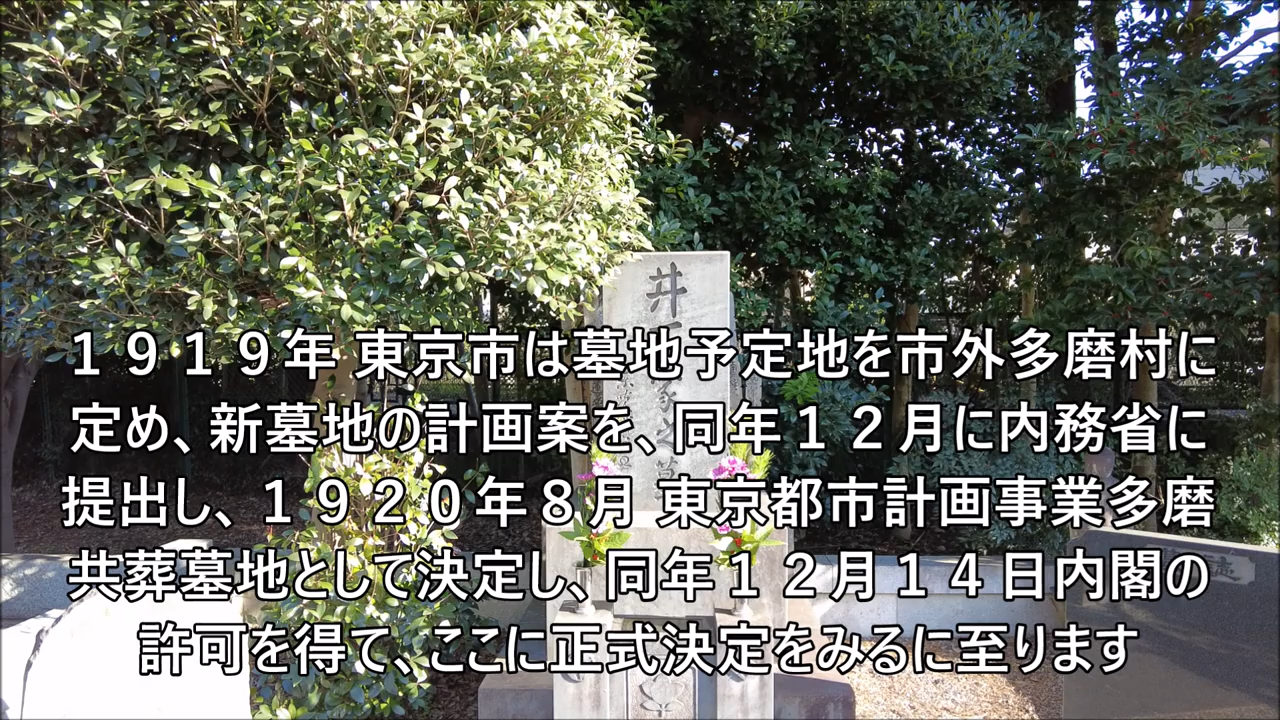 井
家之墓
１９１９年 東京市は墓地予定地を市外多磨村に
定め、新墓地の計画案を、同年１２月に内務省に
提出し、１９２０年８月 東京都市計画事業多磨
共葬墓地として決定し、同年１２月１４日内閣の
許可を得て、ここに正式決定をみるに至ります